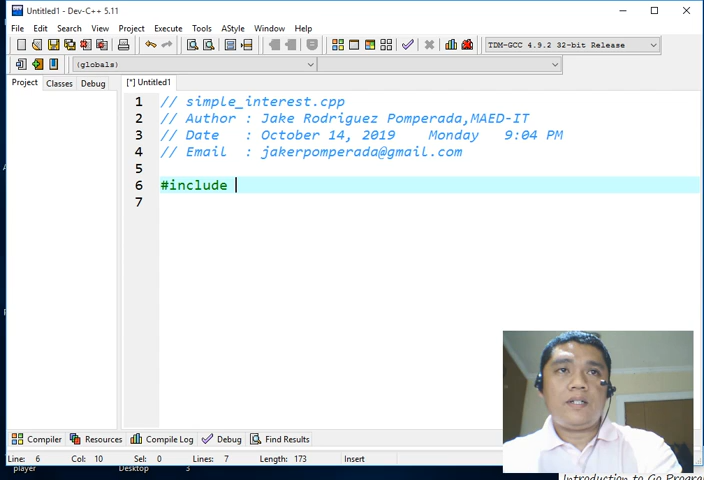 Untitled1 - Dev-C++ 5.11
File Edit Search View Project Execute Tools AStyle Window Help
TDM-GCC 4.9.2 32-bit Release
(globals)
Project Classes Debug
[*] Untitled1
1 // simple_interest.cpp
2 // Author : Jake Rodriguez Pomperada,MAED-IT
3 // Date : October 14, 2019 Monday 9:04 PM
4 // Email : jakerpomperada@gmail.com
5
6 #include
7
Compiler Resources Compile Log Debug Find Results
Line: 6 Col: 10 Sel: 0 Lines: 7 Length: 173 Insert
player Desktop 3
Introduction to Go Progra